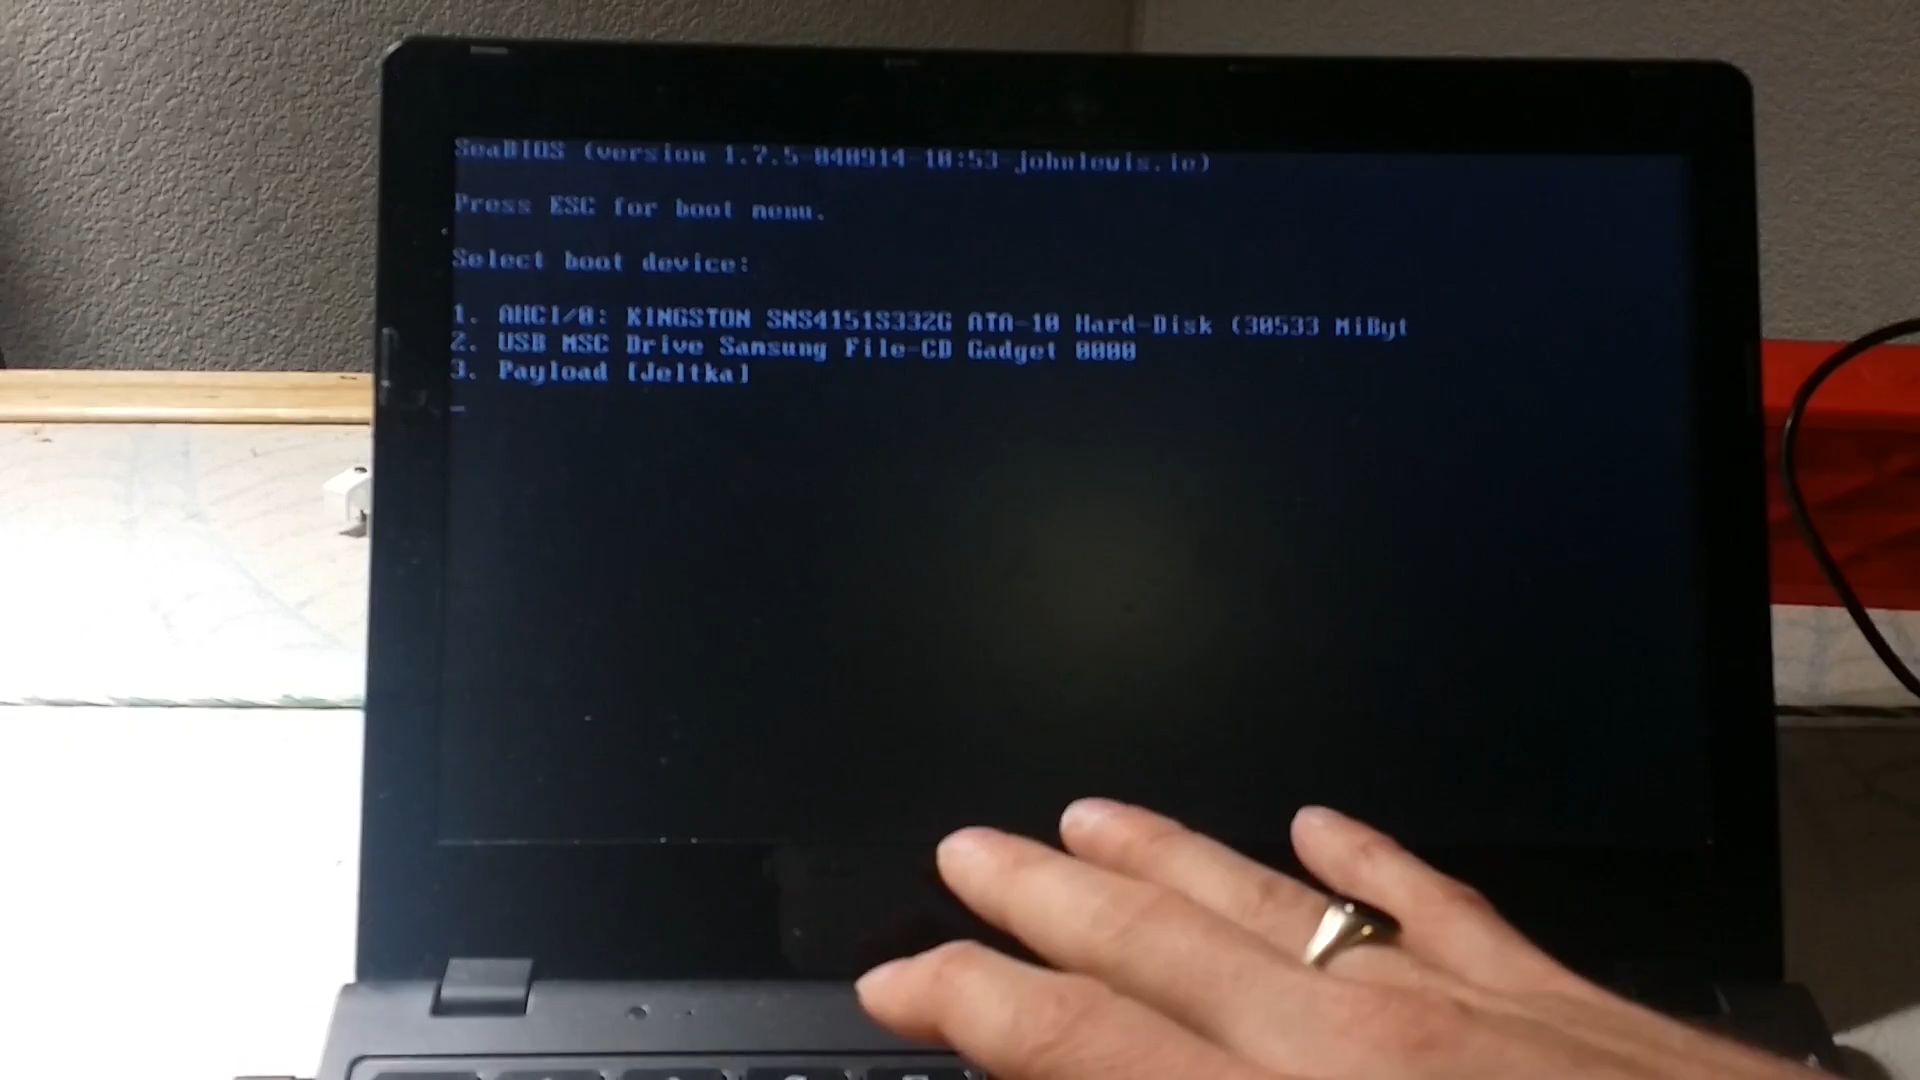 SeaBIOS (version 1.7.5-040914-10:53 johnlewis.ie)
Press ESC for boot menu.
Select boot device:
1. AHCI/0: KINGSTON SNS4151S332G ATA-10 Hard-Disk (30533 MiByt
2. USB MSC Drive Samsung File-CD Gadget 0000
3. Payload [Jeltka]